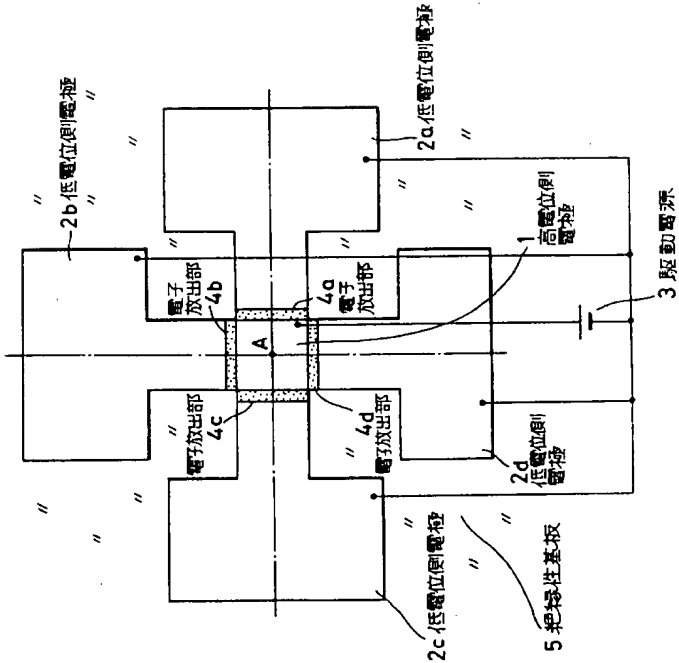 2b 低電位側電極
2a 低電位側電極
電子
放出部
4b
4a
電子
放出部
1
高電位側
電極
3 駆動電源
A
電子放出部
4c
4d
電子放出部
2d
低電位側
電極
2c 低電位側電極
5 絶縁性基板